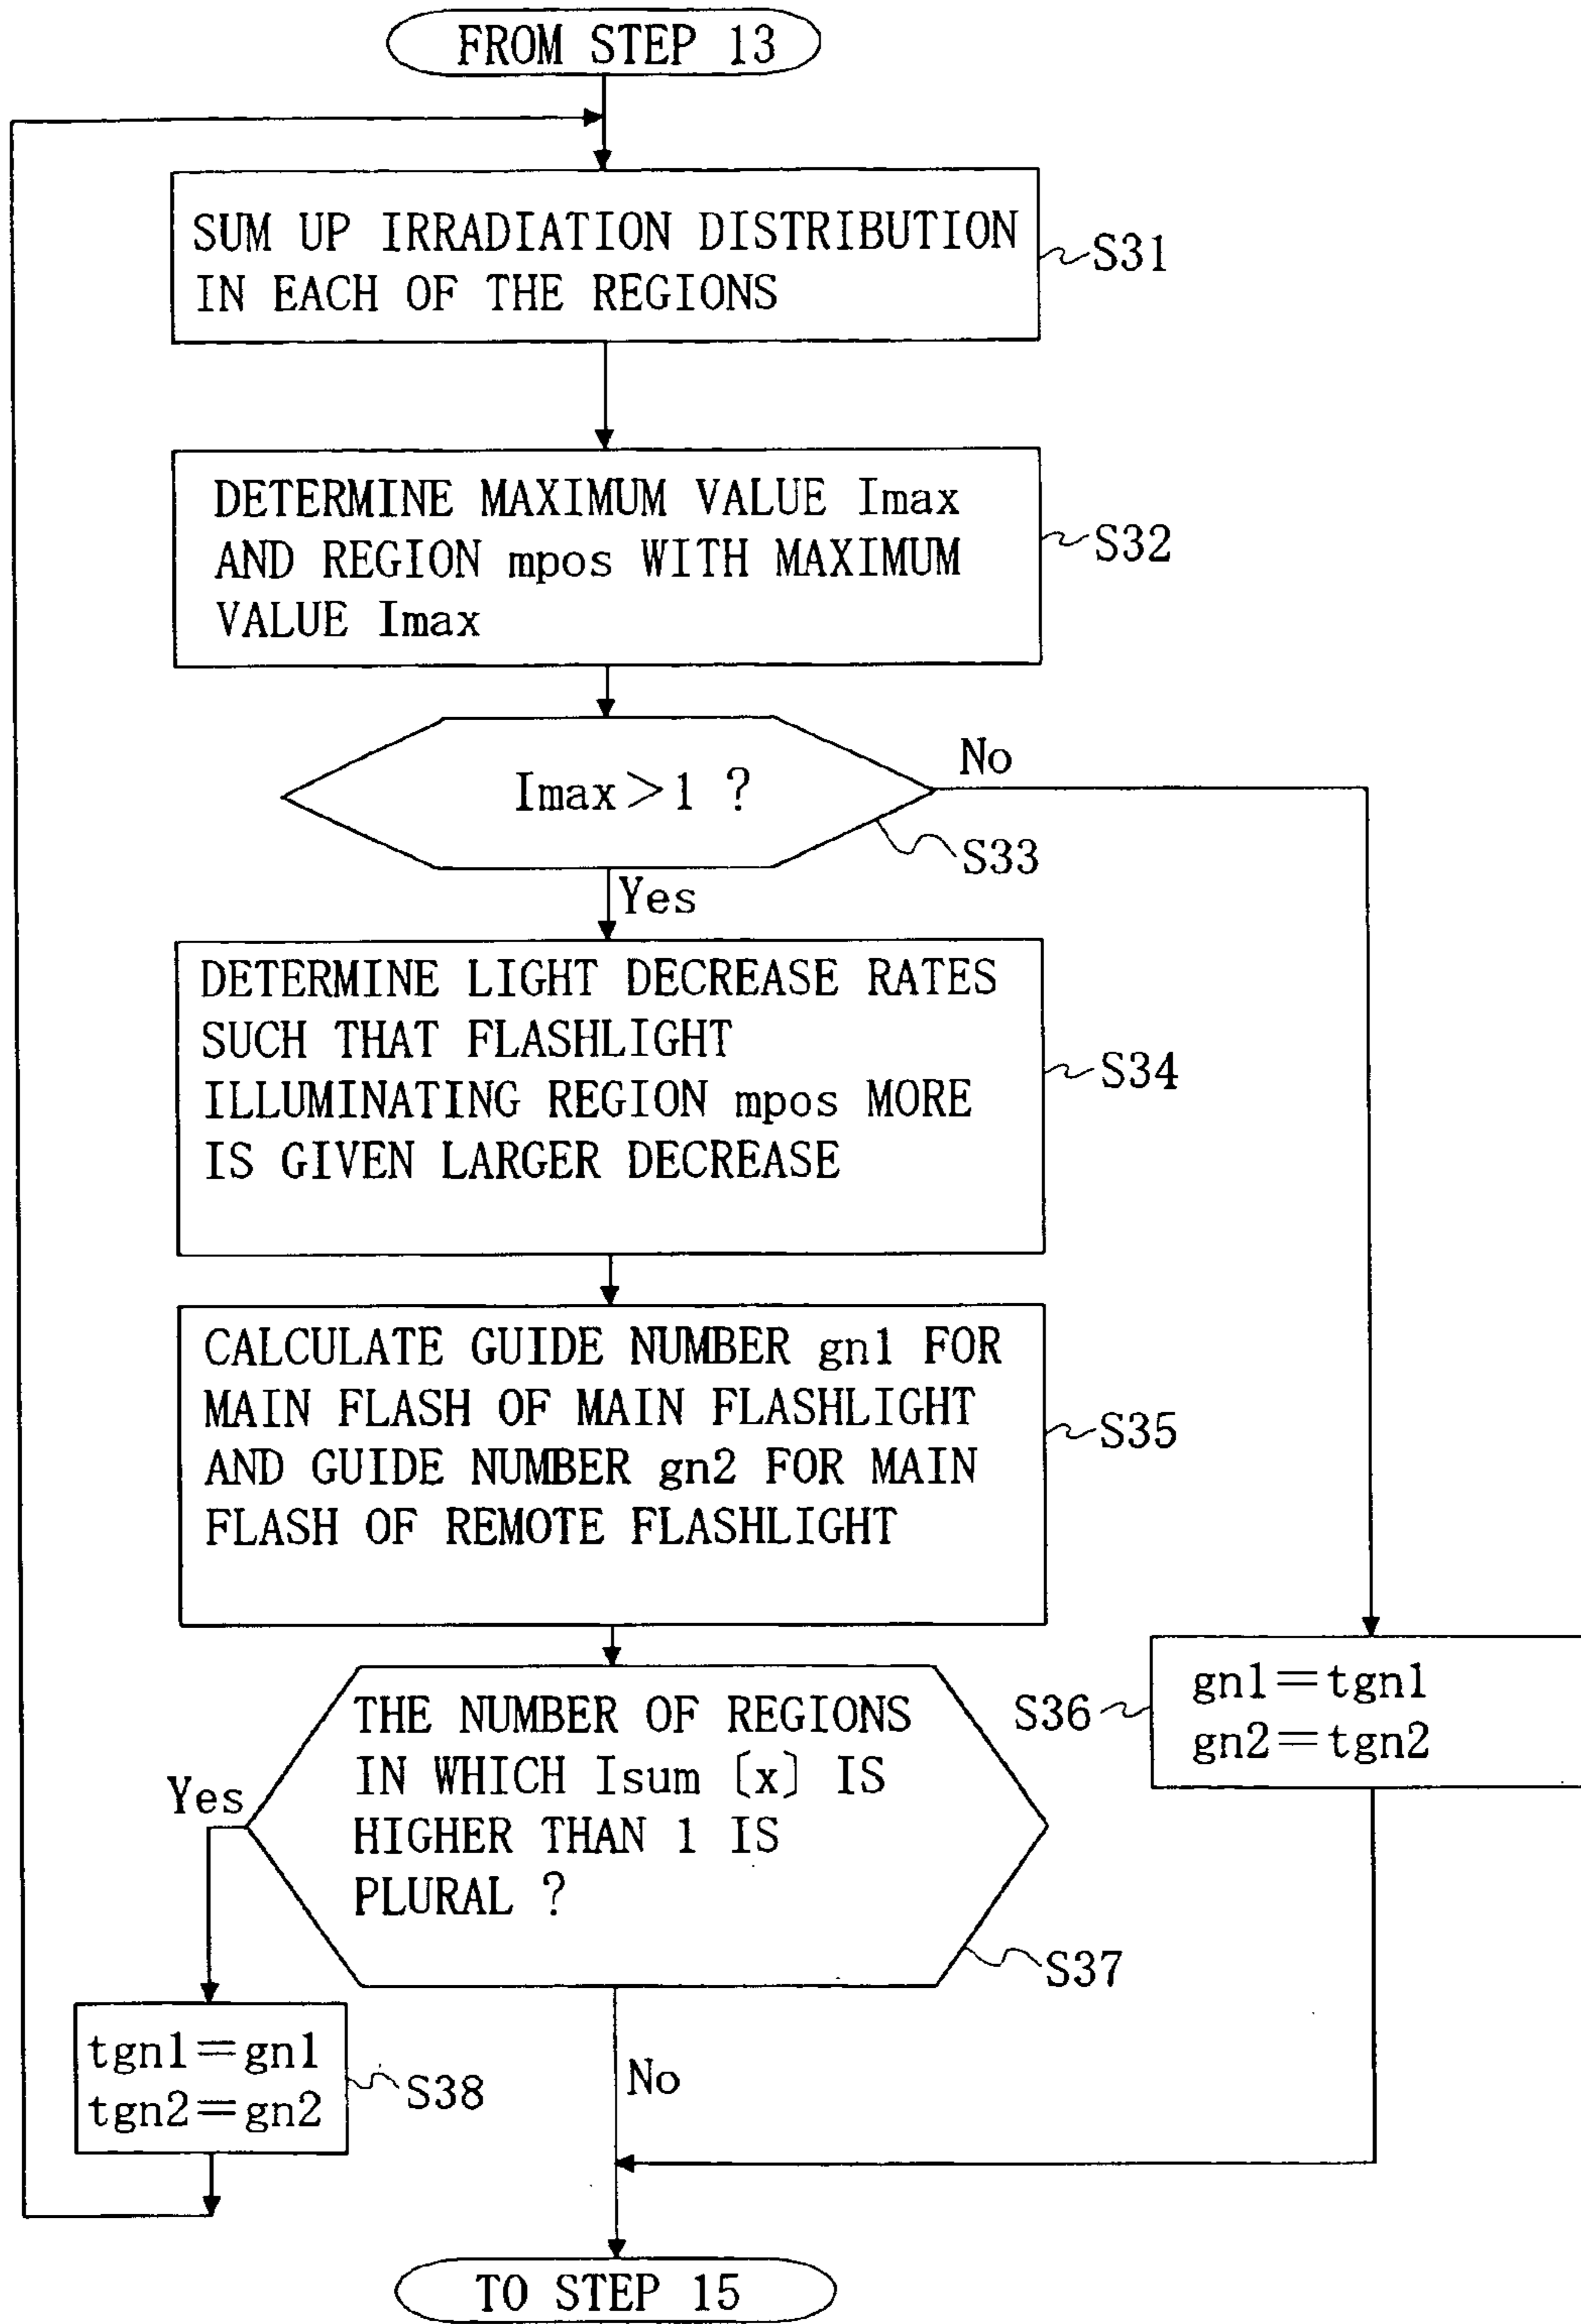 FROM STEP 13
SUM UP IRRADIATION DISTRIBUTION
IN EACH OF THE REGIONS
S31
DETERMINE MAXIMUM VALUE Imax
AND REGION mpos WITH MAXIMUM
VALUE Imax
S32
Imax>1 ?
No
S33
Yes
DETERMINE LIGHT DECREASE RATES
SUCH THAT FLASHLIGHT
ILLUMINATING REGION mpos MORE
IS GIVEN LARGER DECREASE
S34
CALCULATE GUIDE NUMBER gn1 FOR
MAIN FLASH OF MAIN FLASHLIGHT
AND GUIDE NUMBER gn2 FOR MAIN
FLASH OF REMOTE FLASHLIGHT
S35
S36
gn1=tgn1
gn2=tgn2
THE NUMBER OF REGIONS
IN WHICH Isum [x] IS
HIGHER THAN 1 IS
PLURAL ?
Yes
S37
tgn1=gn1
tgn2=gn2
S38
No
TO STEP 15